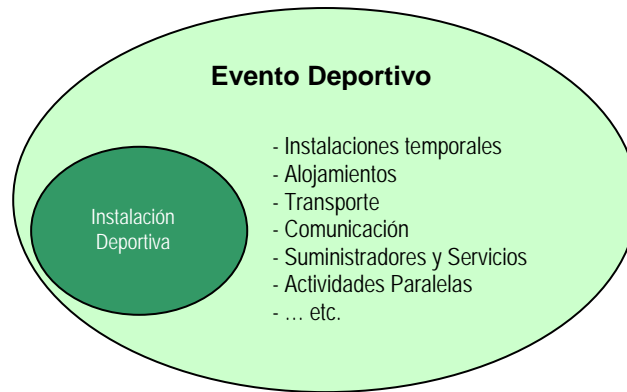 Evento Deportivo
- Instalaciones temporales
- Alojamientos
- Transporte
- Comunicación
- Suministradores y Servicios
- Actividades Paralelas
- ... etc.
Instalación
Deportiva